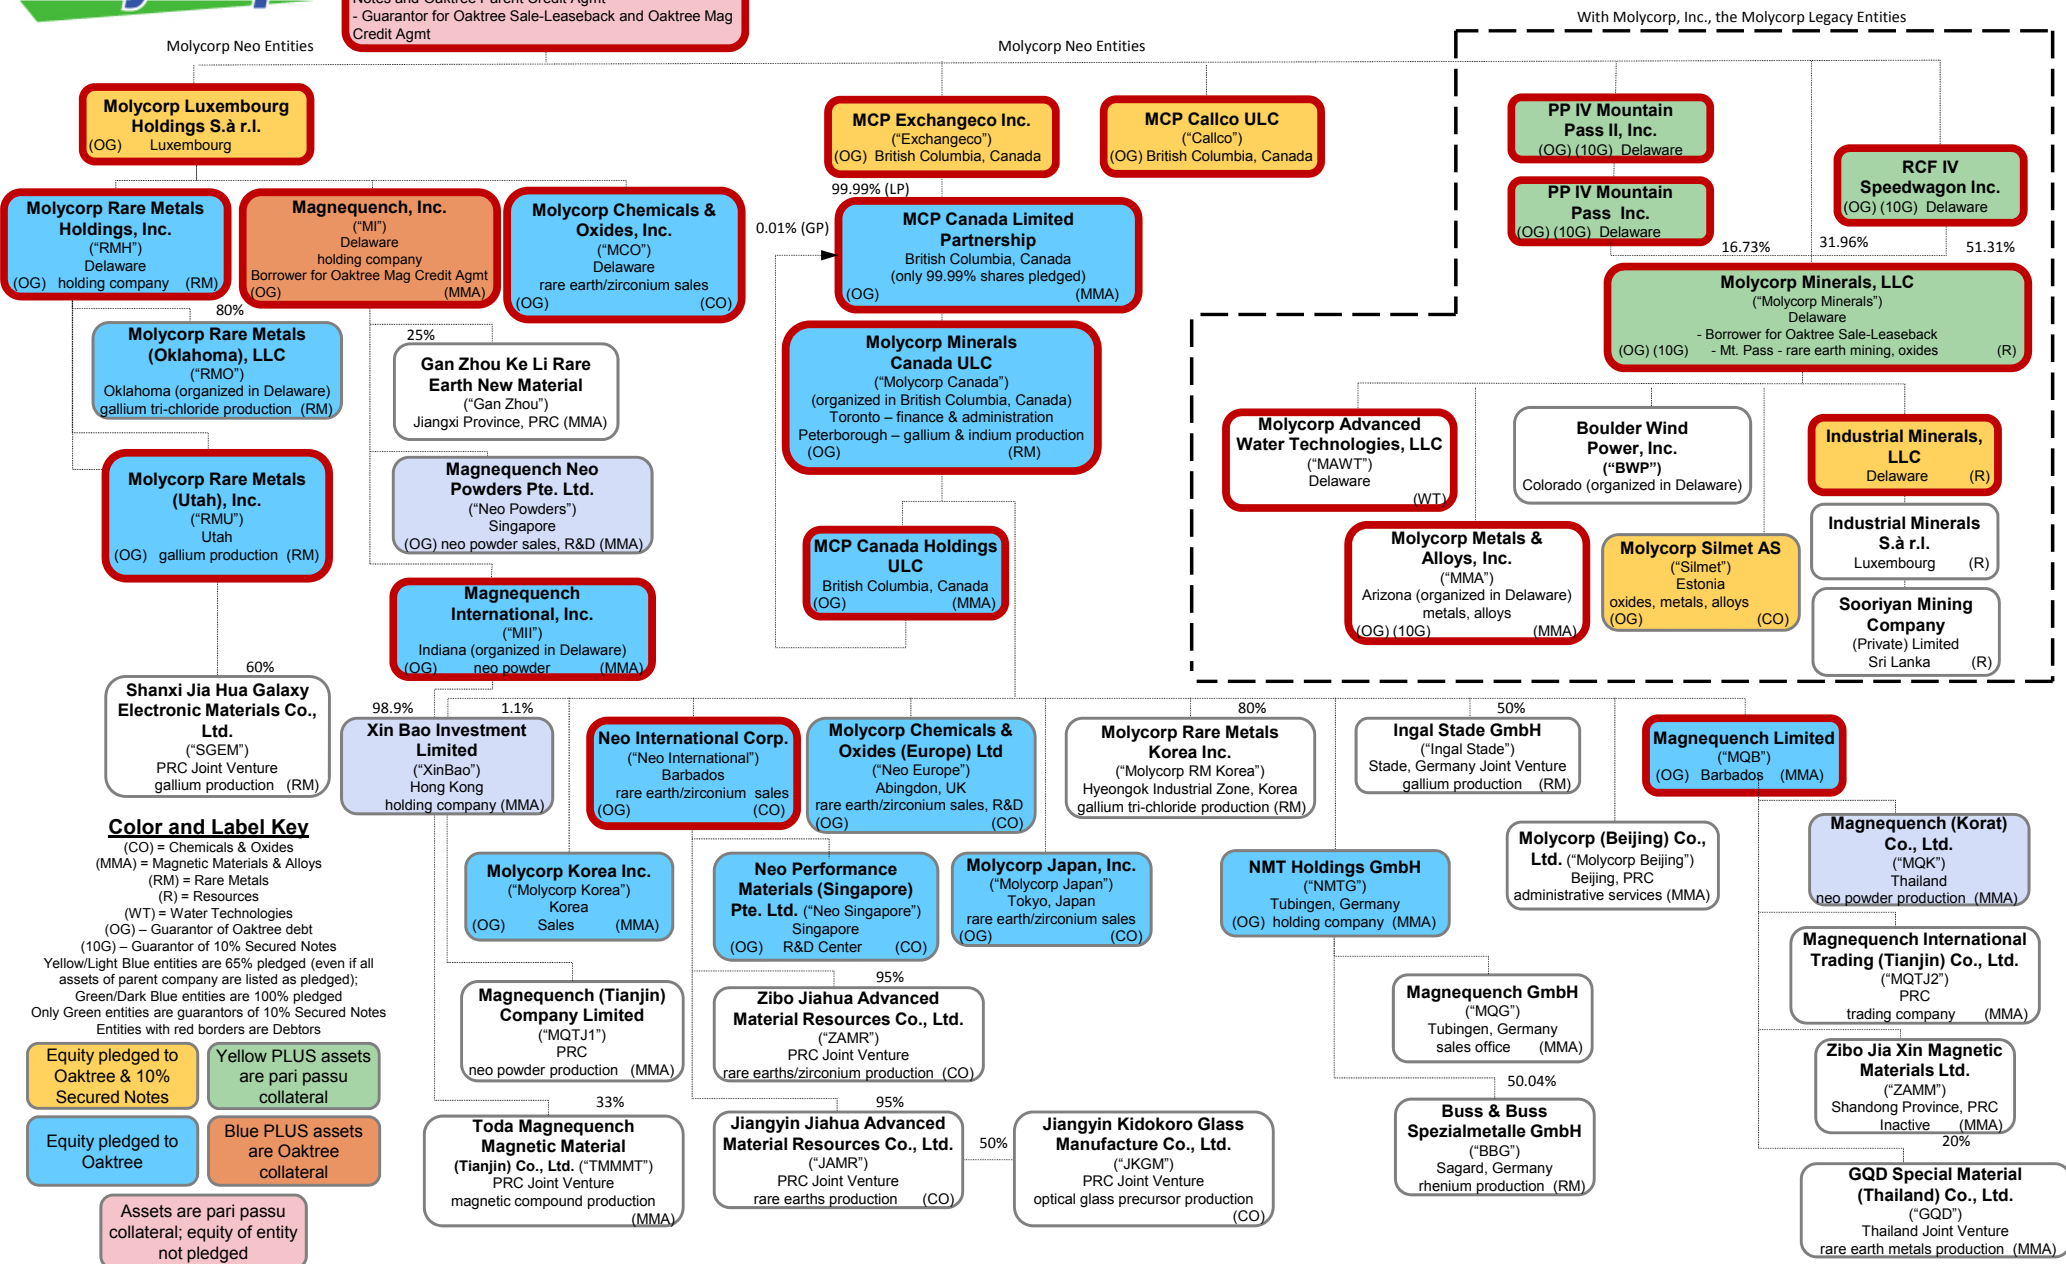 Notes and Oaktree Parent Credit Agmt
- Guarantor for Oaktree Sale-Leaseback and Oaktree Mag
Credit Agmt
With Molycorp, Inc., the Molycorp Legacy Entities
Molycorp Neo Entities
Molycorp Neo Entities
Molycorp Luxembourg
Holdings S.à r.l.
(OG) Luxembourg
MCP Exchangeco Inc.
("Exchangeco")
(OG) British Columbia, Canada
MCP Callco ULC
("Callco")
(OG) British Columbia, Canada
PP IV Mountain
Pass II, Inc.
(OG) (10G) Delaware
RCF IV
Speedwagon Inc.
(OG) (10G) Delaware
PP IV Mountain
Pass Inc.
(OG) (10G) Delaware
16.73%
31.96%
51.31%
Molycorp Rare Metals
Holdings, Inc.
("RMH")
Delaware
(OG) holding company (RM)
Magnequench, Inc.
("MI")
Delaware
holding company
Borrower for Oaktree Mag Credit Agmt
(OG) (MMA)
Molycorp Chemicals &
Oxides, Inc.
("MCO")
Delaware
rare earth/zirconium sales
(OG) (CO)
99.99% (LP)
0.01% (GP)
MCP Canada Limited
Partnership
British Columbia, Canada
(only 99.99% shares pledged)
(OG) (MMA)
Molycorp Minerals, LLC
("Molycorp Minerals")
Delaware
- Borrower for Oaktree Sale-Leaseback
(OG) (10G) - Mt. Pass - rare earth mining, oxides (R)
80%
Molycorp Rare Metals
(Oklahoma), LLC
("RMO")
Oklahoma (organized in Delaware)
gallium tri-chloride production (RM)
25%
Gan Zhou Ke Li Rare
Earth New Material
("Gan Zhou")
Jiangxi Province, PRC (MMA)
Molycorp Minerals
Canada ULC
("Molycorp Canada")
(organized in British Columbia, Canada)
Toronto – finance & administration
Peterborough – gallium & indium production
(OG) (RM)
Molycorp Advanced
Water Technologies, LLC
("MAWT")
Delaware
(WT)
Boulder Wind
Power, Inc.
("BWP")
Colorado (organized in Delaware)
Industrial Minerals,
LLC
Delaware (R)
Molycorp Rare Metals
(Utah), Inc.
("RMU")
Utah
(OG) gallium production (RM)
Magnequench Neo
Powders Pte. Ltd.
("Neo Powders")
Singapore
(OG) neo powder sales, R&D (MMA)
MCP Canada Holdings
ULC
British Columbia, Canada
(OG) (MMA)
Molycorp Metals &
Alloys, Inc.
("MMA")
Arizona (organized in Delaware)
metals, alloys
(OG) (10G) (MMA)
Molycorp Silmet AS
("Silmet")
Estonia
oxides, metals, alloys
(OG) (CO)
Industrial Minerals
S.à r.l.
Luxembourg (R)
Sooriyan Mining
Company
(Private) Limited
Sri Lanka (R)
Magnequench
International, Inc.
("MII")
Indiana (organized in Delaware)
(OG) neo powder (MMA)
60%
Shanxi Jia Hua Galaxy
Electronic Materials Co.,
Ltd.
("SGEM")
PRC Joint Venture
gallium production (RM)
98.9%
1.1%
Xin Bao Investment
Limited
("XinBao")
Hong Kong
holding company (MMA)
Neo International Corp.
("Neo International")
Barbados
rare earth/zirconium sales
(OG) (CO)
Molycorp Chemicals &
Oxides (Europe) Ltd
("Neo Europe")
Abingdon, UK
rare earth/zirconium sales, R&D
(OG) (CO)
80%
Molycorp Rare Metals
Korea Inc.
("Molycorp RM Korea")
Hyeongok Industrial Zone, Korea
gallium tri-chloride production (RM)
50%
Ingal Stade GmbH
("Ingal Stade")
Stade, Germany Joint Venture
gallium production (RM)
Magnequench Limited
("MQB")
(OG) Barbados (MMA)
Color and Label Key
(CO) = Chemicals & Oxides
(MMA) = Magnetic Materials & Alloys
(RM) = Rare Metals
(R) = Resources
(WT) = Water Technologies
(OG) – Guarantor of Oaktree debt
(10G) – Guarantor of 10% Secured Notes
Yellow/Light Blue entities are 65% pledged (even if all
assets of parent company are listed as pledged);
Green/Dark Blue entities are 100% pledged
Only Green entities are guarantors of 10% Secured Notes
Entities with red borders are Debtors
Molycorp Korea Inc.
("Molycorp Korea")
Korea
(OG) Sales (MMA)
Neo Performance
Materials (Singapore)
Pte. Ltd. ("Neo Singapore")
Singapore
(OG) R&D Center (CO)
Molycorp Japan, Inc.
("Molycorp Japan")
Tokyo, Japan
rare earth/zirconium sales
(OG) (CO)
NMT Holdings GmbH
("NMTG")
Tubingen, Germany
(OG) holding company (MMA)
Molycorp (Beijing) Co.,
Ltd. ("Molycorp Beijing")
Beijing, PRC
administrative services (MMA)
Magnequench (Korat)
Co., Ltd.
("MQK")
Thailand
neo powder production (MMA)
Magnequench International
Trading (Tianjin) Co., Ltd.
("MQTJ2")
PRC
trading company (MMA)
Magnequench (Tianjin)
Company Limited
("MQTJ1")
PRC
neo powder production (MMA)
95%
Zibo Jiahua Advanced
Material Resources Co., Ltd.
("ZAMR")
PRC Joint Venture
rare earths/zirconium production (CO)
Magnequench GmbH
("MQG")
Tubingen, Germany
sales office (MMA)
Zibo Jia Xin Magnetic
Materials Ltd.
("ZAMM")
Shandong Province, PRC
Inactive (MMA)
Equity pledged to
Oaktree & 10%
Secured Notes
Yellow PLUS assets
are pari passu
collateral
Equity pledged to
Oaktree
Blue PLUS assets
are Oaktree
collateral
Assets are pari passu
collateral; equity of entity
not pledged
33%
Toda Magnequench
Magnetic Material
(Tianjin) Co., Ltd. ("TMMMT")
PRC Joint Venture
magnetic compound production
(MMA)
95%
Jiangyin Jiahua Advanced
Material Resources Co., Ltd.
("JAMR")
PRC Joint Venture
rare earths production (CO)
50%
Jiangyin Kidokoro Glass
Manufacture Co., Ltd.
("JKGM")
PRC Joint Venture
optical glass precursor production
(CO)
50.04%
Buss & Buss
Spezialmetalle GmbH
("BBG")
Sagard, Germany
rhenium production (RM)
20%
GQD Special Material
(Thailand) Co., Ltd.
("GQD")
Thailand Joint Venture
rare earth metals production (MMA)